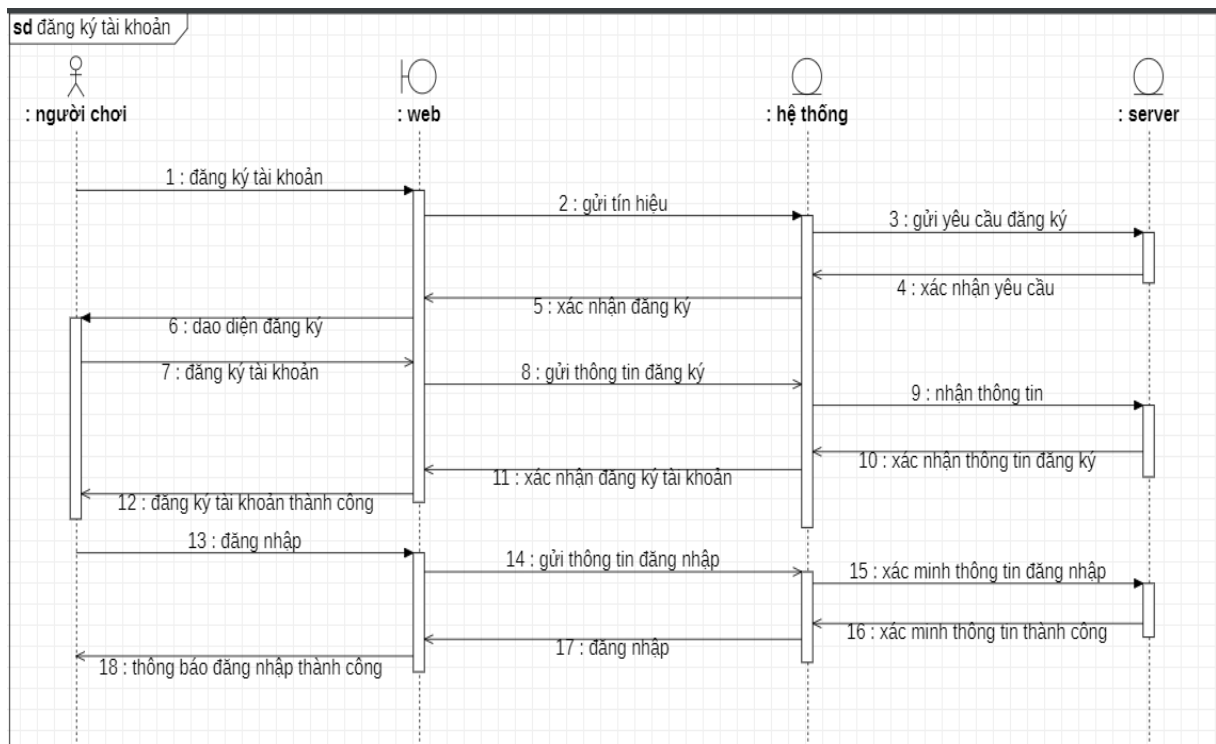 sd đăng ký tài khoản
: người chơi
: web
: hệ thống
: server
1 : đăng ký tài khoản
2 : gửi tín hiệu
3 : gửi yêu cầu đăng ký
4 : xác nhận yêu cầu
5 : xác nhận đăng ký
6 : dao diện đăng ký
7 : đăng ký tài khoản
8 : gửi thông tin đăng ký
9 : nhận thông tin
10 : xác nhận thông tin đăng ký
11 : xác nhận đăng ký tài khoản
12 : đăng ký tài khoản thành công
13 : đăng nhập
14 : gửi thông tin đăng nhập
15 : xác minh thông tin đăng nhập
16 : xác minh thông tin thành công
17 : đăng nhập
18 : thông báo đăng nhập thành công